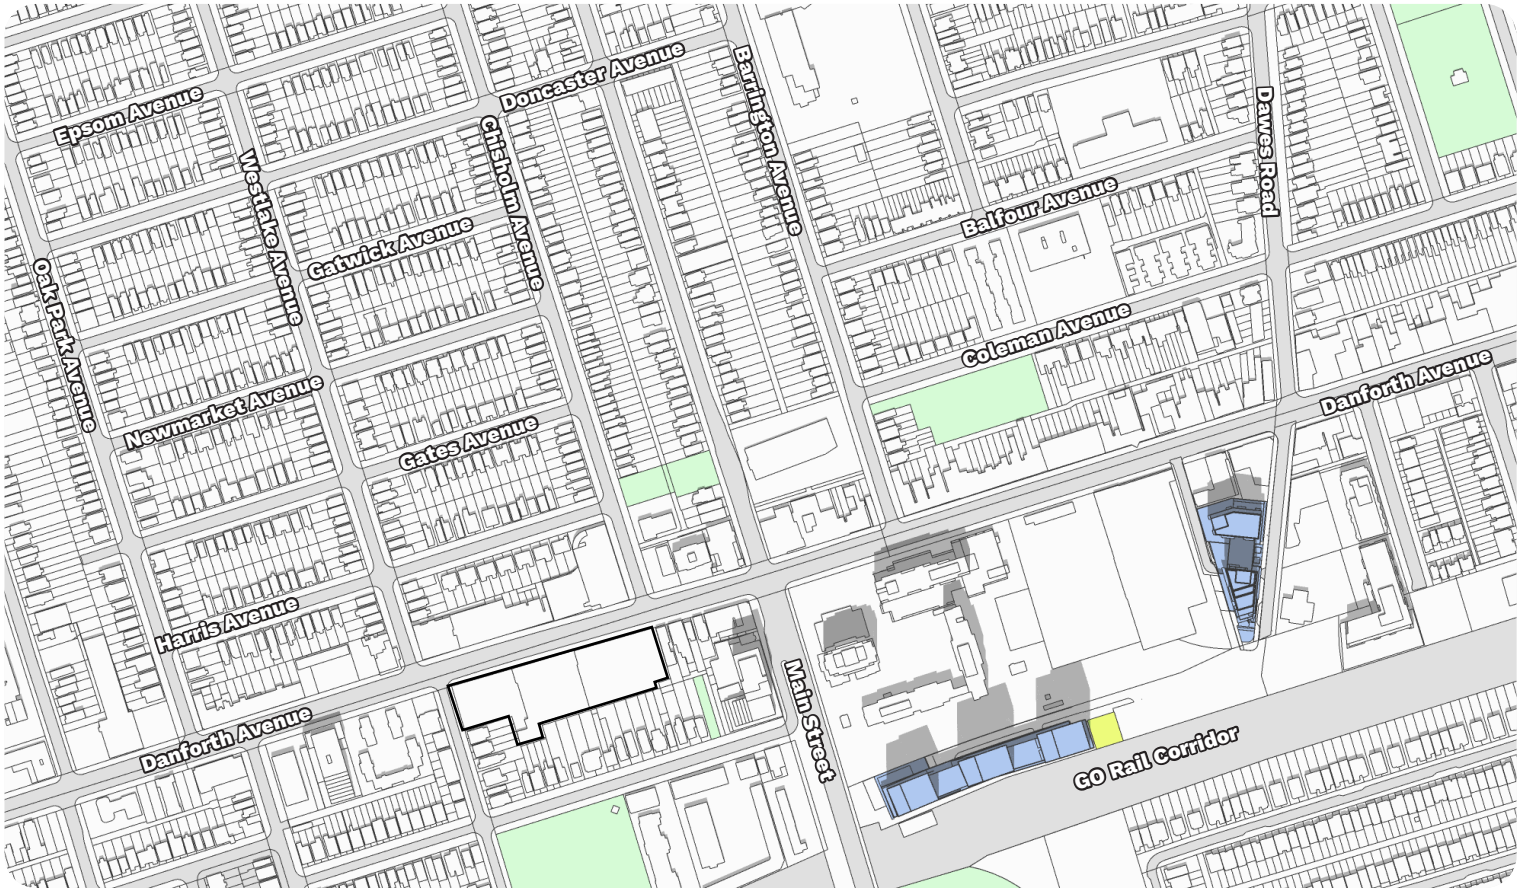 Doncaster Avenue
Epsom Avenue
Barrington Avenue
Dawes Road
Chisholm Avenue
Westlake Avenue
Balfour Avenue
Gatwick Avenue
Oak Park Avenue
Coleman Avenue
Danforth Avenue
Newmarket Avenue
Gates Avenue
Harris Avenue
Main Street
Danforth Avenue
GO Rail Corridor